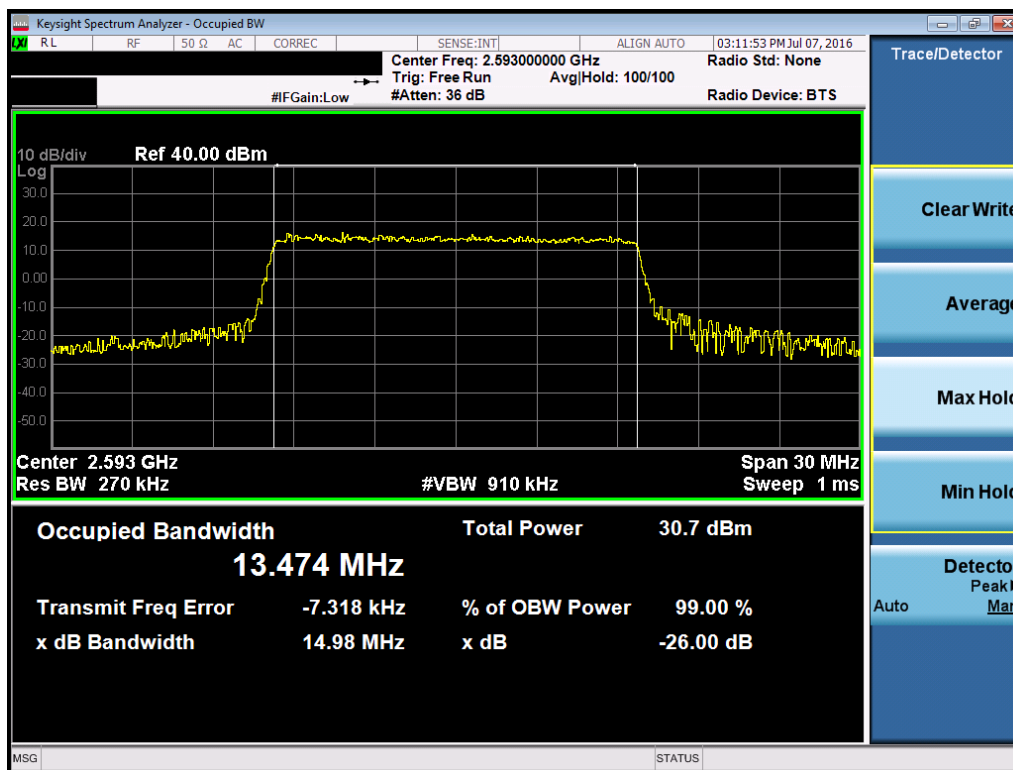 Keysight Spectrum Analyzer - Occupied BW
LXI RL RF 50 Ω AC CORREC SENSE:INT ALIGN AUTO 03:11:53 PM Jul 07, 2016
Center Freq: 2.593000000 GHz Radio Std: None
Trig: Free Run Avg|Hold: 100/100
#IFGain:Low #Atten: 36 dB Radio Device: BTS
Trace/Detector
10 dB/div Ref 40.00 dBm
Log
30.0
20.0
10.0
0.00
-10.0
-20.0
-30.0
-40.0
-50.0
Center 2.593 GHz Span 30 MHz
Res BW 270 kHz #VBW 910 kHz Sweep 1 ms
Occupied Bandwidth Total Power 30.7 dBm
13.474 MHz
Transmit Freq Error -7.318 kHz % of OBW Power 99.00 %
x dB Bandwidth 14.98 MHz x dB -26.00 dB
Clear Write
Average
Max Hold
Min Hold
Detector
Peak
Auto Man
MSG STATUS